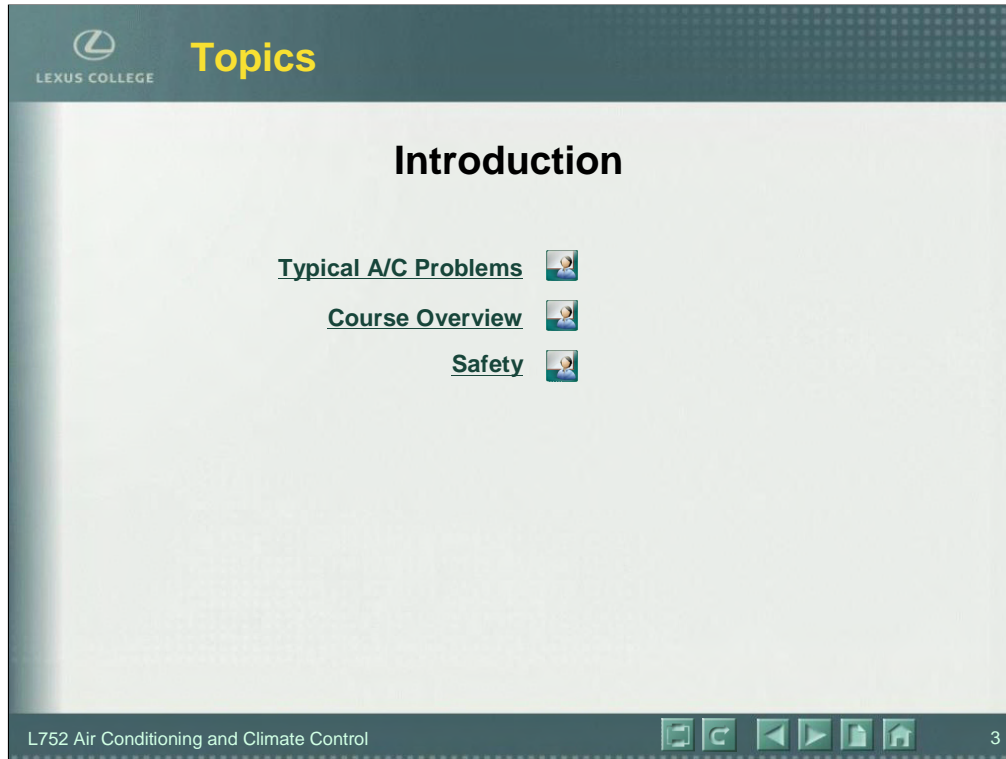 LEXUS COLLEGE
Topics
Introduction
Typical A/C Problems
Course Overview
Safety
L752 Air Conditioning and Climate Control
3